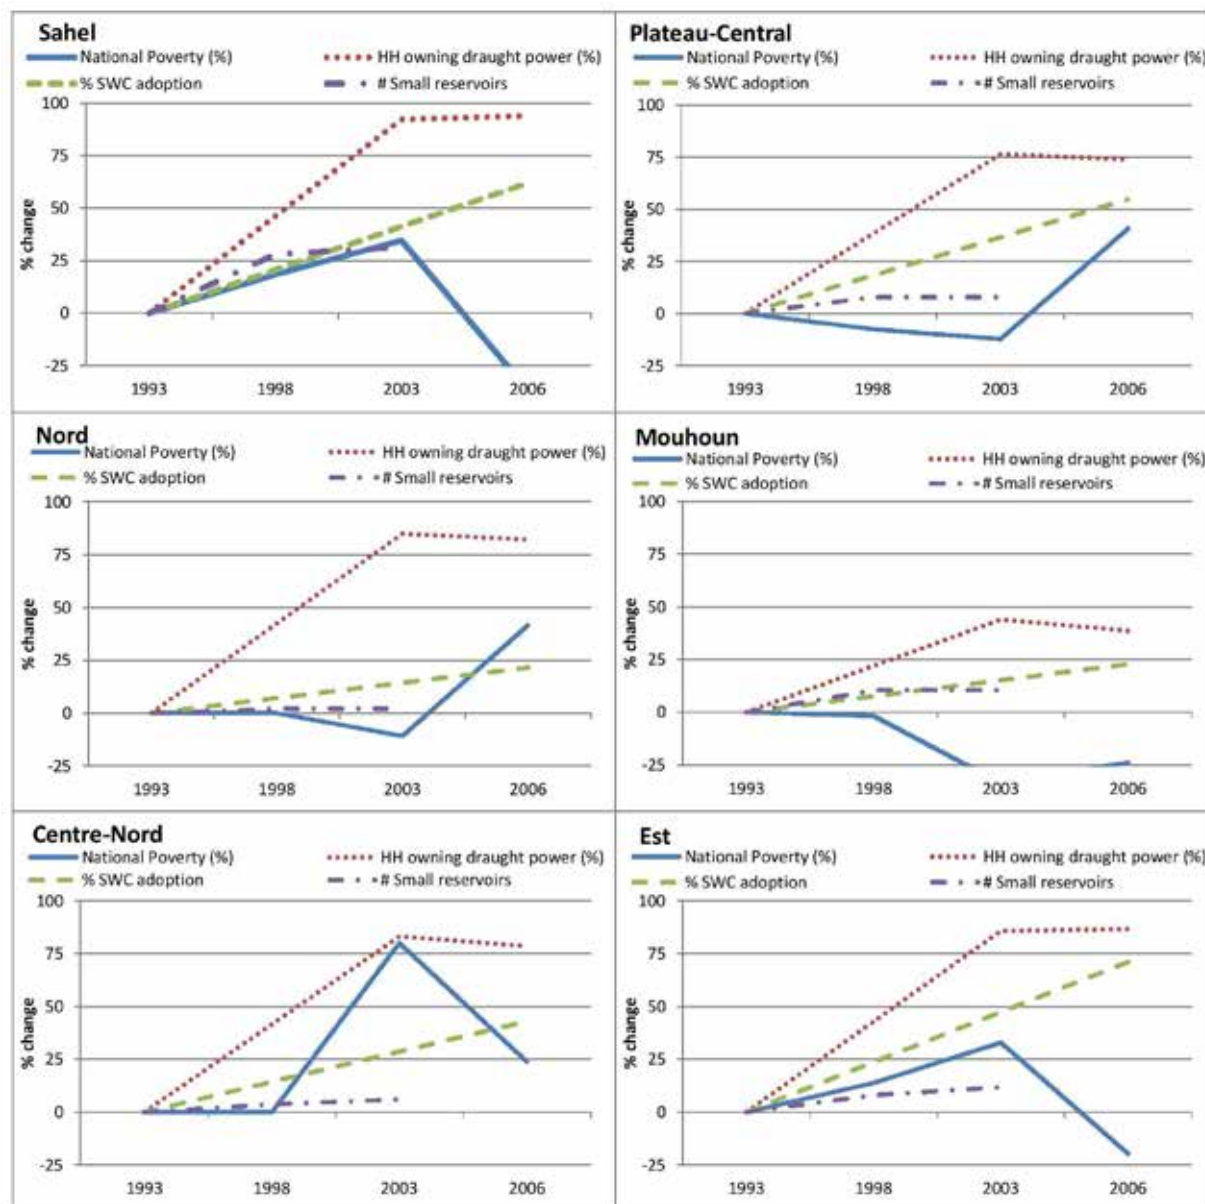 Sahel
National Poverty (%) HH owning draught power (%)
% SWC adoption # Small reservoirs
100
75
50
25
0
-25
% change
1993 1998 2003 2006
Plateau-Central
National Poverty (%) HH owning draught power (%)
% SWC adoption # Small reservoirs
100
75
50
25
0
-25
% change
1993 1998 2003 2006
Nord
National Poverty (%) HH owning draught power (%)
% SWC adoption # Small reservoirs
100
75
50
25
0
-25
% change
1993 1998 2003 2006
Mouhoun
National Poverty (%) HH owning draught power (%)
% SWC adoption # Small reservoirs
100
75
50
25
0
-25
% change
1993 1998 2003 2006
Centre-Nord
National Poverty (%) HH owning draught power (%)
% SWC adoption # Small reservoirs
100
75
50
25
0
-25
% change
1993 1998 2003 2006
Est
National Poverty (%) HH owning draught power (%)
% SWC adoption # Small reservoirs
100
75
50
25
0
-25
% change
1993 1998 2003 2006